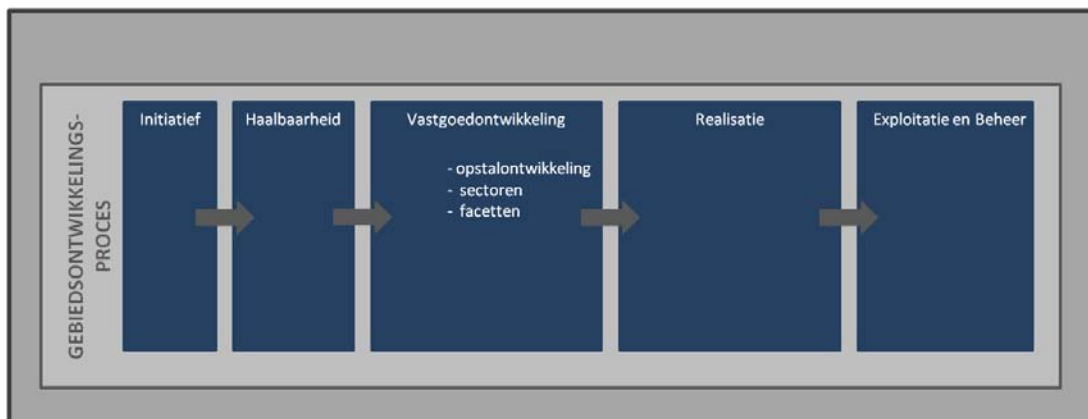 GEBIEDSONTWIKKELINGS-
PROCES
Initiatief
Haalbaarheid
Vastgoedontwikkeling
- opstalontwikkeling
- sectoren
- facetten
Realisatie
Exploitatie en Beheer